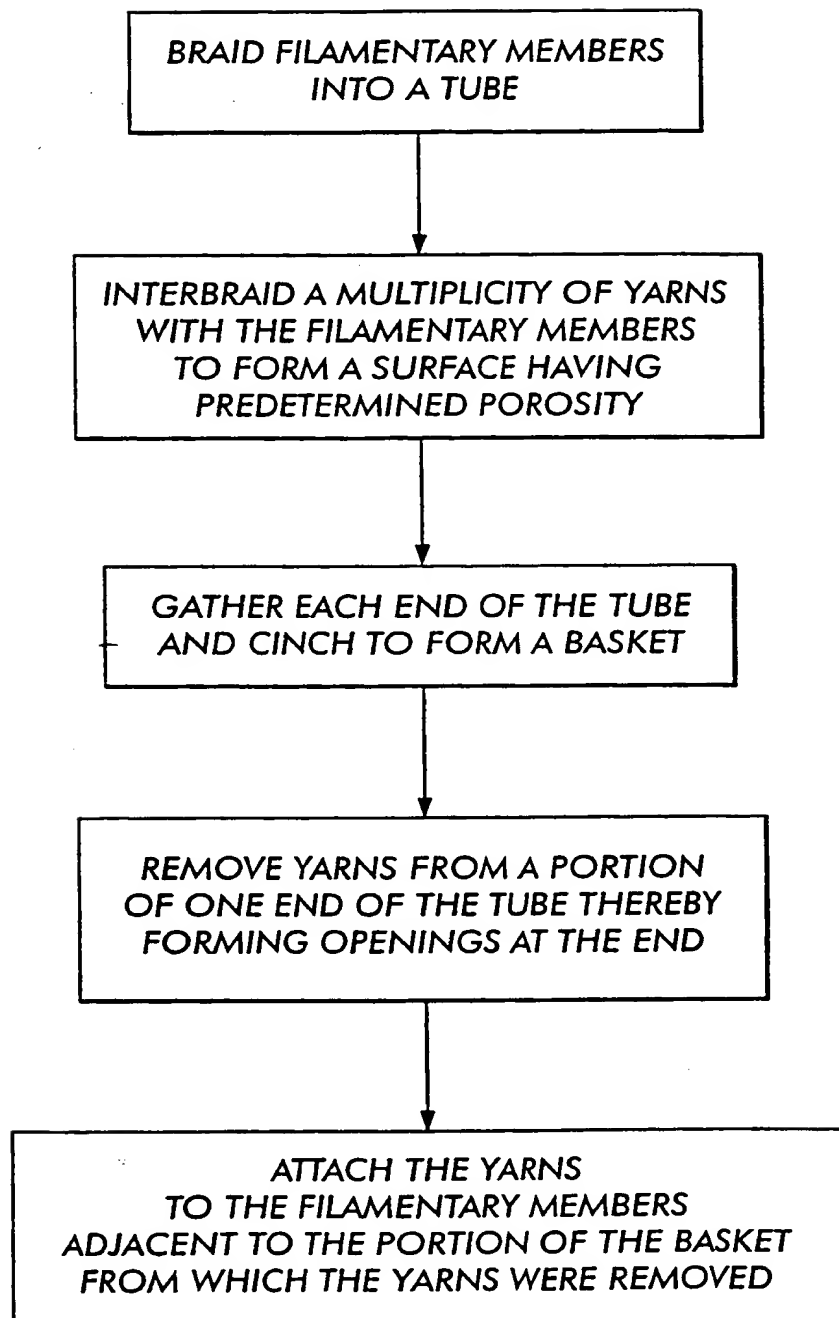 BRAID FILAMENTARY MEMBERS
INTO A TUBE
INTERBRAID A MULTIPLICITY OF YARNS
WITH THE FILAMENTARY MEMBERS
TO FORM A SURFACE HAVING
PREDETERMINED POROSITY
GATHER EACH END OF THE TUBE
AND CINCH TO FORM A BASKET
REMOVE YARNS FROM A PORTION
OF ONE END OF THE TUBE THEREBY
FORMING OPENINGS AT THE END
ATTACH THE YARNS
TO THE FILAMENTARY MEMBERS
ADJACENT TO THE PORTION OF THE BASKET
FROM WHICH THE YARNS WERE REMOVED